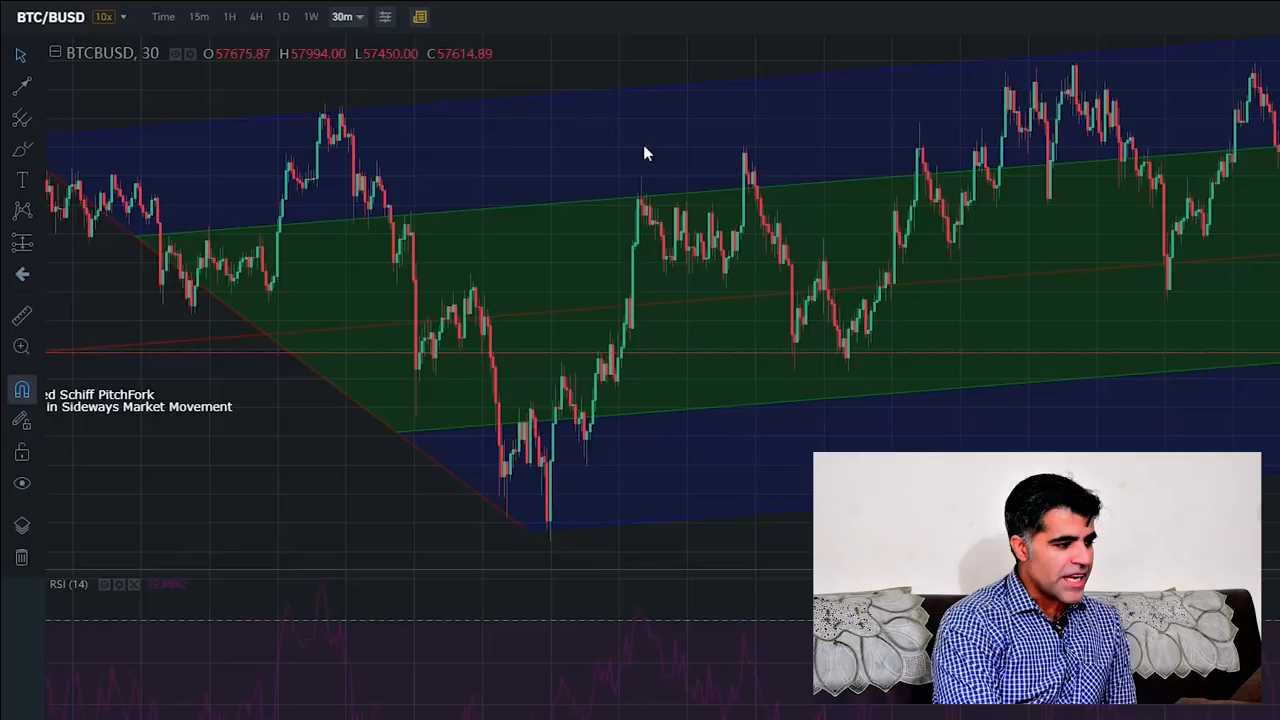 BTC/BUSD 10x Time 15m 1H 4H 1D 1W 30m
BTCBUSD, 30 O57675.87 H57994.00 L57450.00 C57614.89
ed Schiff PitchFork
in Sideways Market Movement
RSI (14)